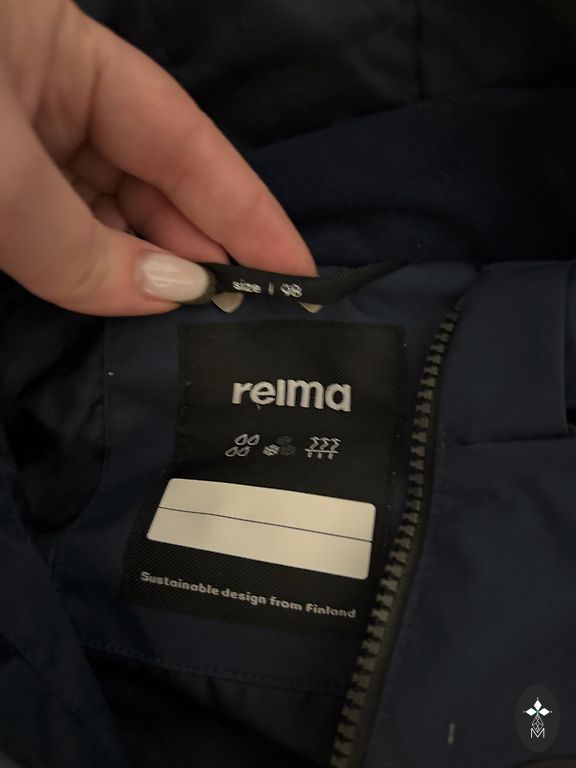 size | 98
reima
Sustainable design from Finland